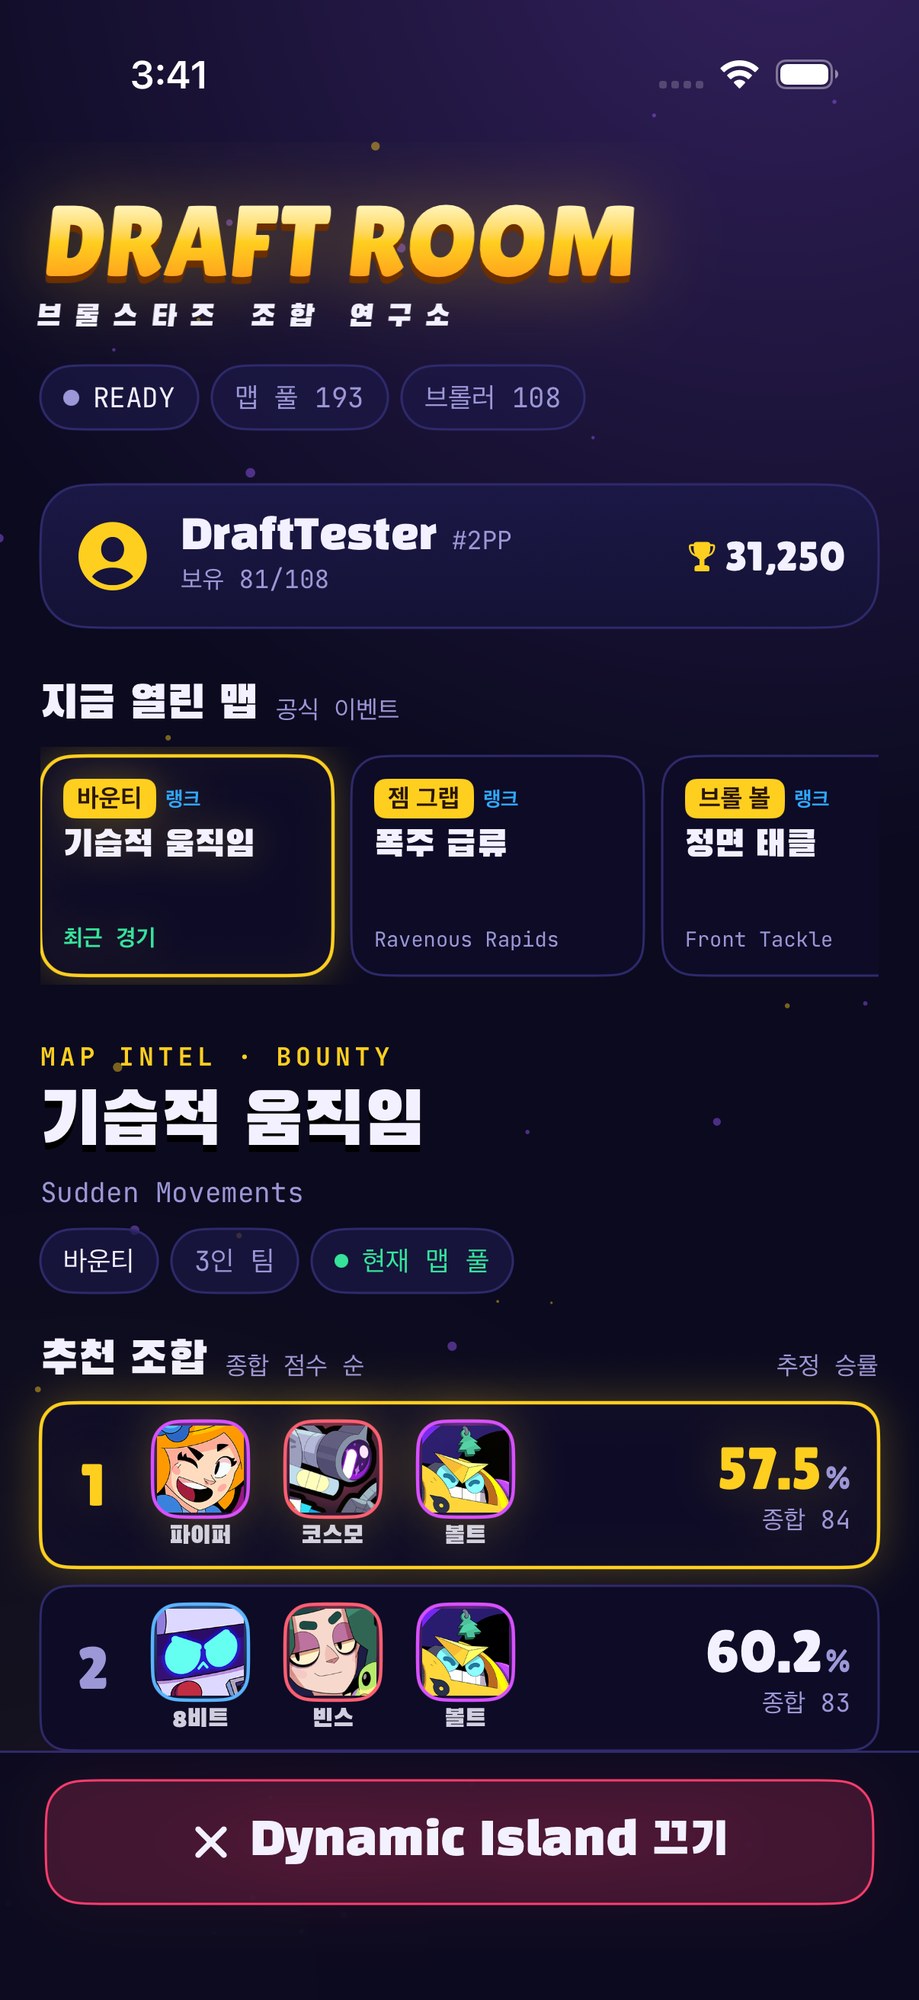 3:41
DRAFT ROOM
브롤스타즈 조합 연구소
READY 맵 풀 193 브롤러 108
DraftTester #2PP
보유 81/108
31,250
지금 열린 맵 공식 이벤트
바운티 랭크
기습적 움직임
최근 경기
젬 그랩 랭크
폭주 급류
Ravenous Rapids
브롤 볼 랭크
정면 태클
Front Tackle
MAP INTEL · BOUNTY
기습적 움직임
Sudden Movements
바운티 3인 팀 현재 맵 풀
추천 조합 종합 점수 순 추정 승률
1 파이퍼 코스모 볼트 57.5%
종합 84
2 8비트 빈스 볼트 60.2%
종합 83
× Dynamic Island 끄기